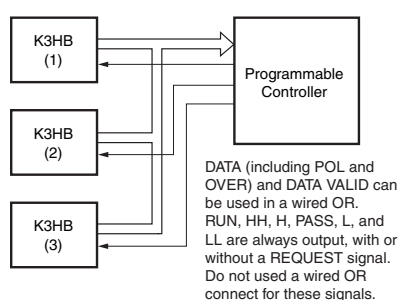 K3HB
(1)
Programmable
Controller
K3HB
(2)
K3HB
(3)
DATA (including POL and
OVER) and DATA VALID can
be used in a wired OR.
RUN, HH, H, PASS, L, and
LL are always output, with or
without a REQUEST signal.
Do not used a wired OR
connect for these signals.